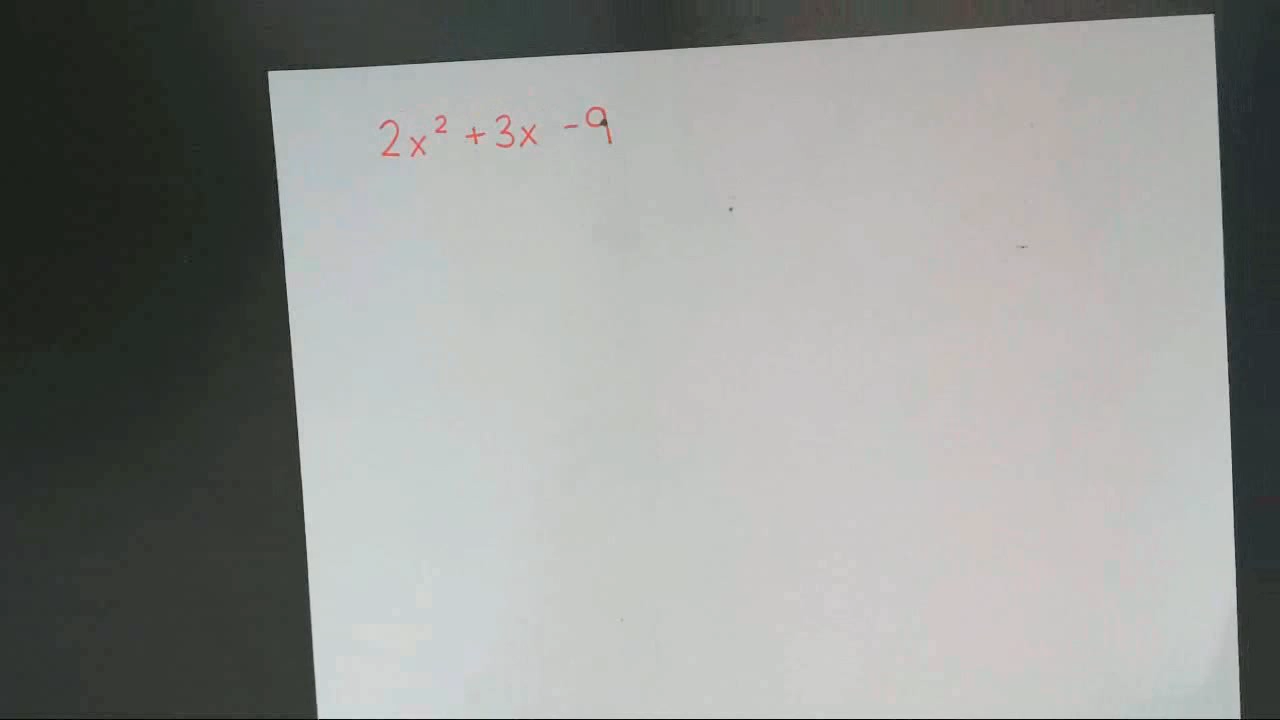 2x² + 3x - 9